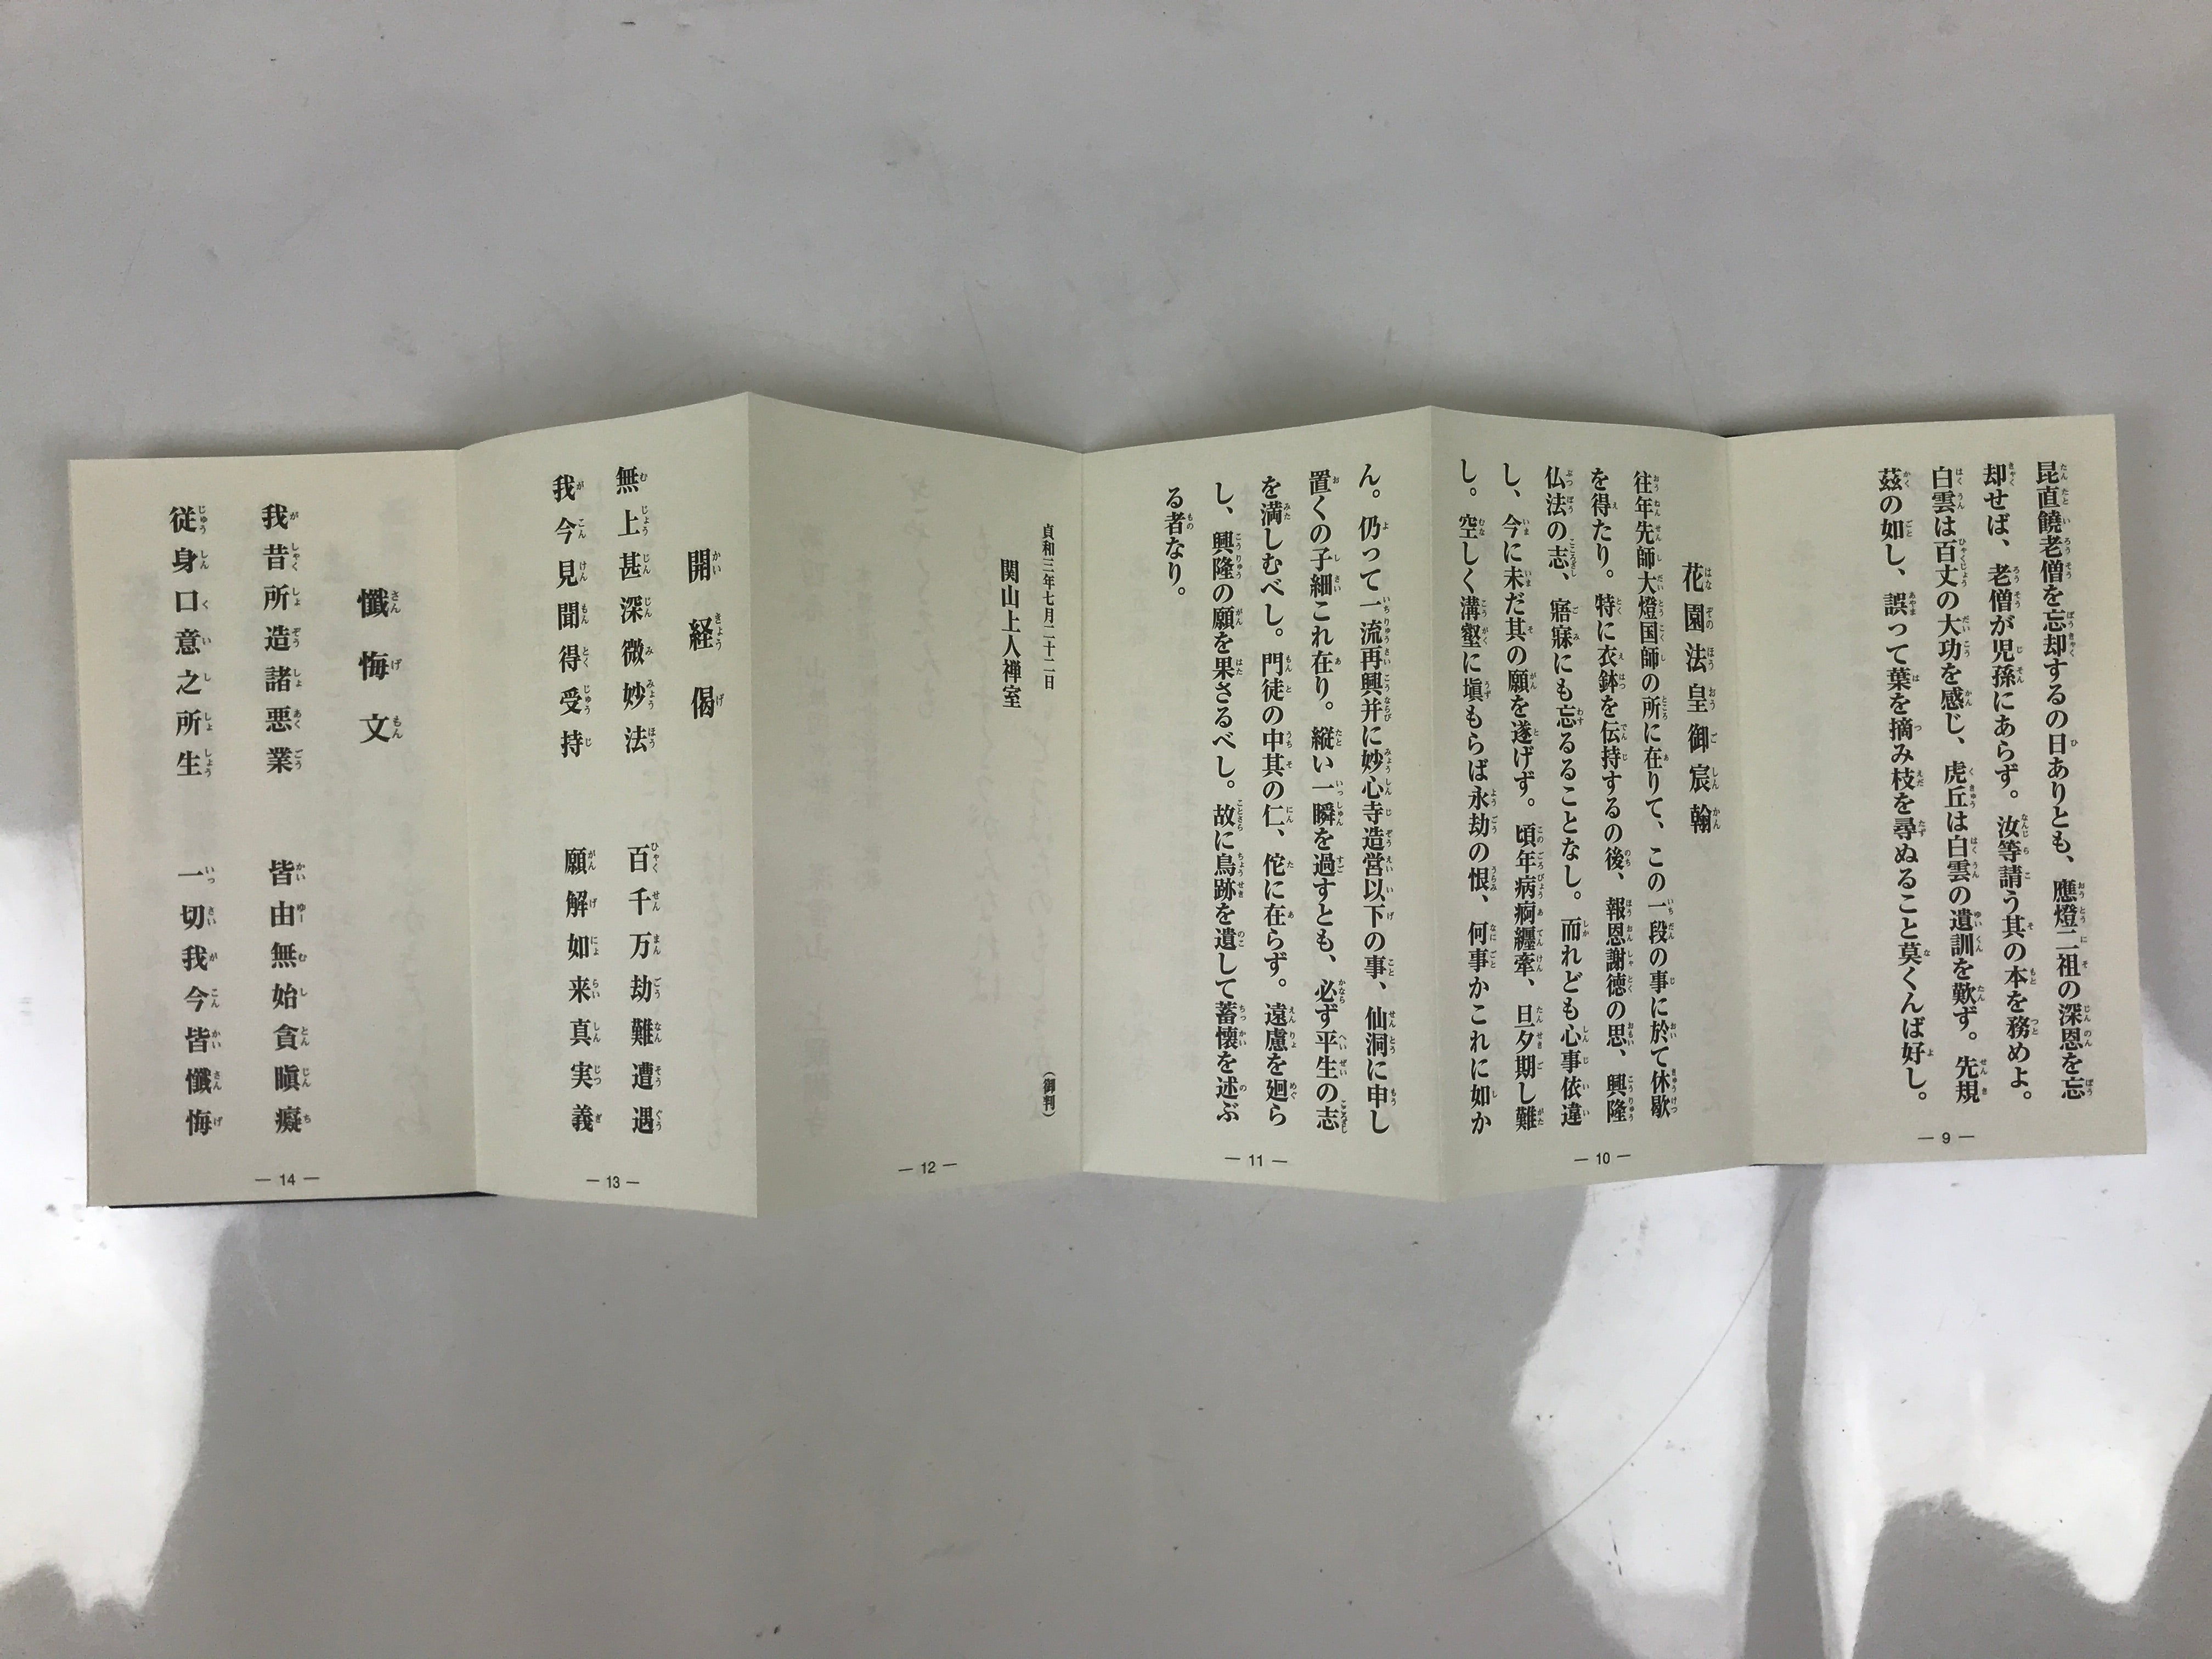 昆直饒老僧を忘却するの日ありとも、應燈二祖の深恩を忘
却せば、老僧が児孫にあらず。汝等請う其の本を務めよ。
白雲は百丈の大功を感じ、虎丘は白雲の遺訓を歎ず。先規
茲の如し、誤って葉を摘み枝を尋ぬること莫くんば好し。
— 9 —
花園法皇御宸翰
往年先師大燈国師の所に在りて、この一段の事に於て休歇
を得たり。特に衣鉢を伝持するの後、報恩謝徳の思、興隆
仏法の志、寤寐にも忘るることなし。而れども心事依違
し、今に未だ其の願を遂げず。頃年病痾纒牽、旦夕期し難
し。空しく溝壑に塡もらば永劫の恨、何事かこれに如か
— 10 —
ん。仍って一流再興并に妙心寺造営以下の事、仙洞に申し
置くの子細これ在り。縦い一瞬を過すとも、必ず平生の志
を満しむべし。門徒の中其の仁、佗に在らず。遠慮を廻ら
し、興隆の願を果さるべし。故に鳥跡を遺して蓄懐を述ぶ
る者なり。
— 11 —
貞和三年七月二十二日 （御判）
関山上人禅室
— 12 —
開経偈
無上甚深微妙法 百千万劫難遭遇
我今見聞得受持 願解如来真実義
— 13 —
懺悔文
我昔所造諸悪業 皆由無始貪瞋癡
従身口意之所生 一切我今皆懺悔
— 14 —